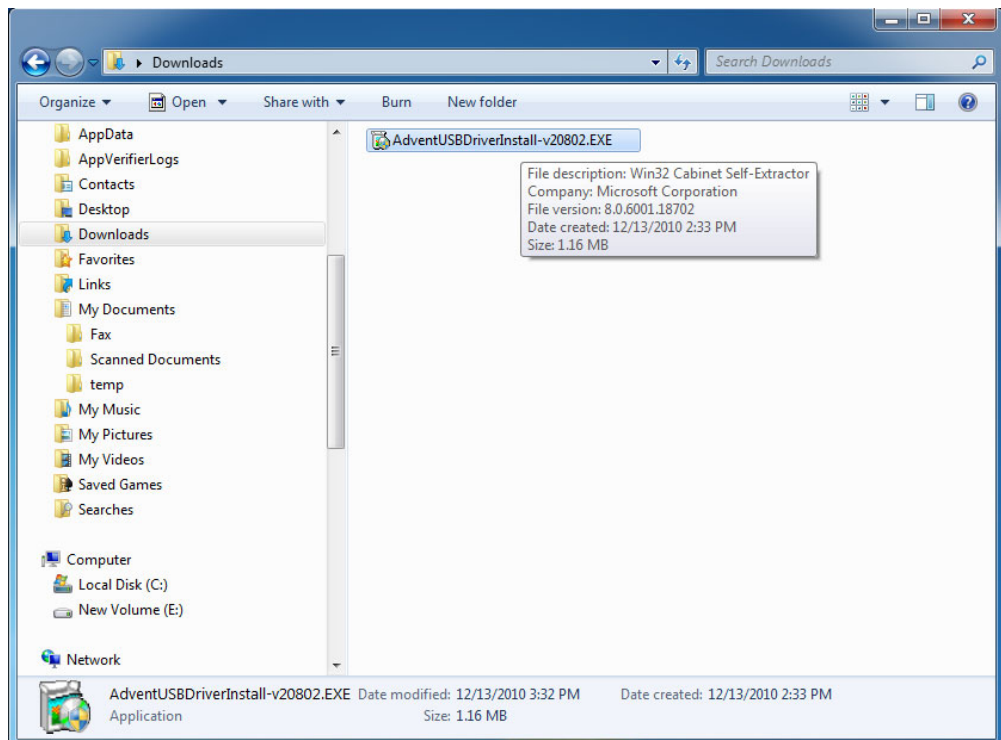 Downloads
Search Downloads
Organize Open Share with Burn New folder
AppData
AppVerifierLogs
Contacts
Desktop
Downloads
Favorites
Links
My Documents
Fax
Scanned Documents
temp
My Music
My Pictures
My Videos
Saved Games
Searches
Computer
Local Disk (C:)
New Volume (E:)
Network
AdventUSBDriverInstall-v20802.EXE
File description: Win32 Cabinet Self-Extractor
Company: Microsoft Corporation
File version: 8.0.6001.18702
Date created: 12/13/2010 2:33 PM
Size: 1.16 MB
AdventUSBDriverInstall-v20802.EXE Date modified: 12/13/2010 3:32 PM Date created: 12/13/2010 2:33 PM
Application Size: 1.16 MB